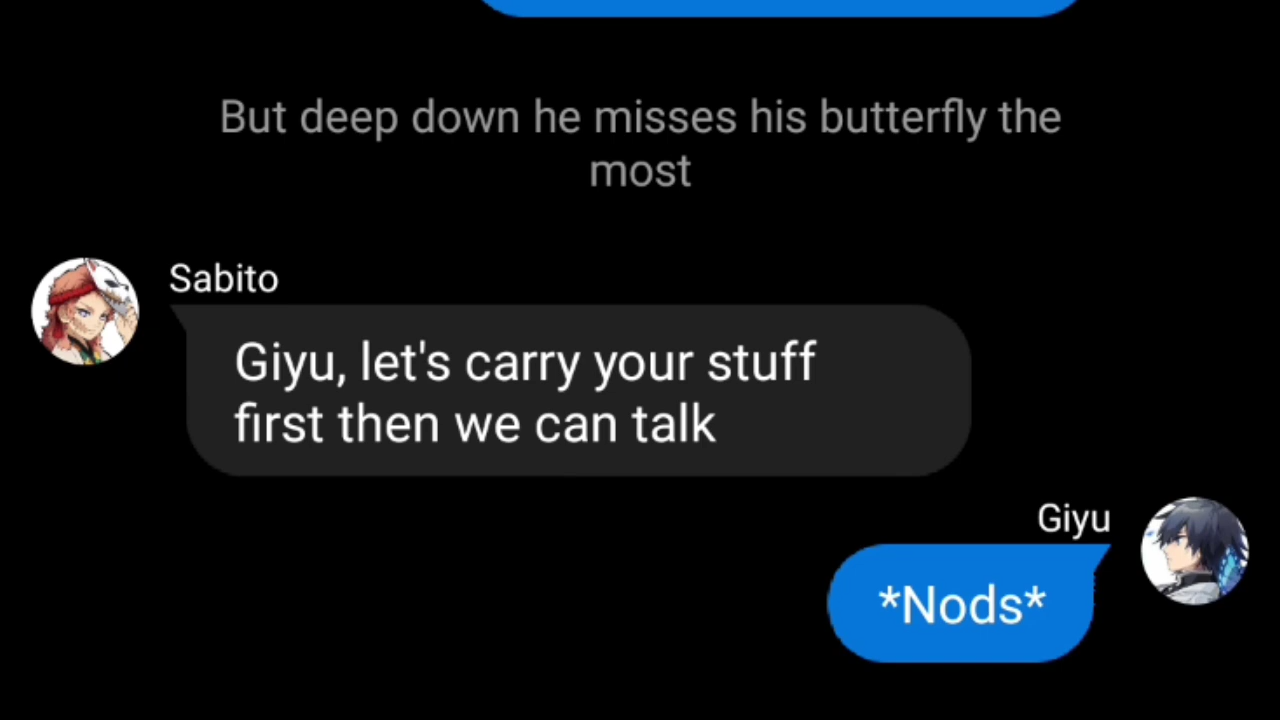 But deep down he misses his butterfly the
most
Sabito
Giyu, let's carry your stuff
first then we can talk
Giyu
*Nods*